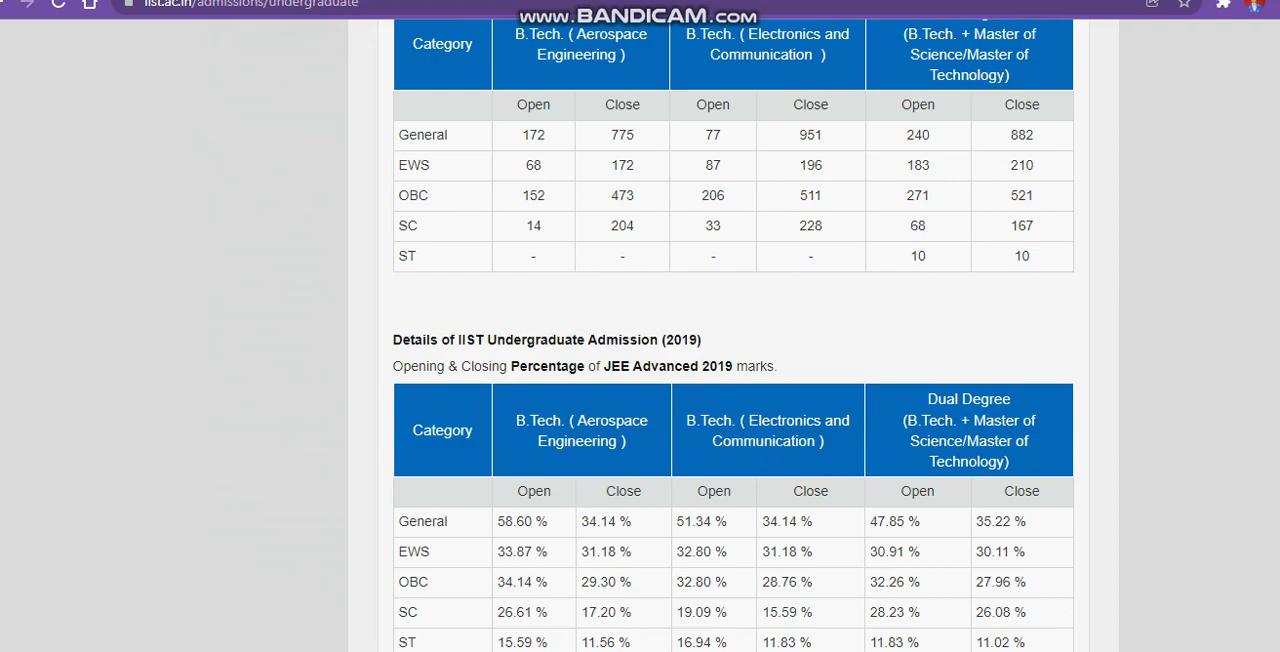 iist.ac.in/admissions/undergraduate
www.BANDICAM.com
Category B.Tech. ( Aerospace Engineering ) B.Tech. ( Electronics and Communication ) (B.Tech. + Master of Science/Master of Technology)
Open Close Open Close Open Close
General 172 775 77 951 240 882
EWS 68 172 87 196 183 210
OBC 152 473 206 511 271 521
SC 14 204 33 228 68 167
ST - - - - 10 10
Details of IIST Undergraduate Admission (2019)
Opening & Closing Percentage of JEE Advanced 2019 marks.
Category B.Tech. ( Aerospace Engineering ) B.Tech. ( Electronics and Communication ) Dual Degree (B.Tech. + Master of Science/Master of Technology)
Open Close Open Close Open Close
General 58.60 % 34.14 % 51.34 % 34.14 % 47.85 % 35.22 %
EWS 33.87 % 31.18 % 32.80 % 31.18 % 30.91 % 30.11 %
OBC 34.14 % 29.30 % 32.80 % 28.76 % 32.26 % 27.96 %
SC 26.61 % 17.20 % 19.09 % 15.59 % 28.23 % 26.08 %
ST 15.59 % 11.56 % 16.94 % 11.83 % 11.83 % 11.02 %